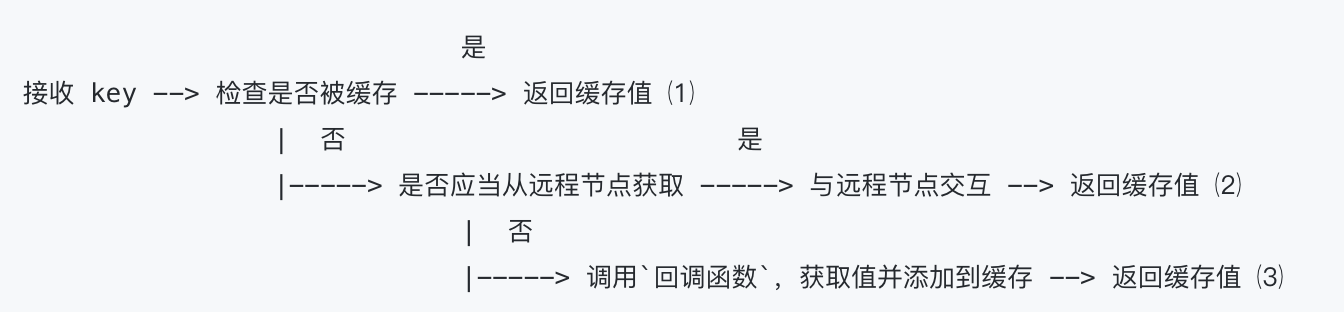 是
接收 key --> 检查是否被缓存 -----> 返回缓存值 ⑴
| 否 是
|-----> 是否应当从远程节点获取 -----> 与远程节点交互 --> 返回缓存值 ⑵
| 否
|-----> 调用`回调函数`，获取值并添加到缓存 --> 返回缓存值 ⑶